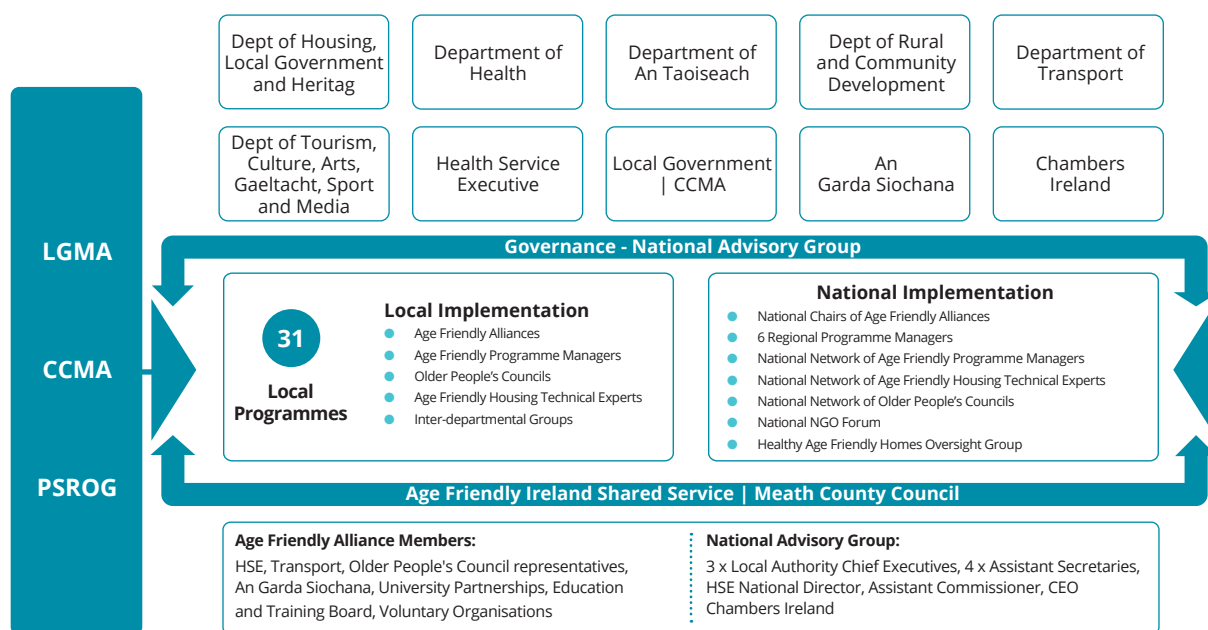 Dept of Housing,
Local Government
and Heritag
Department of
Health
Department of
An Taoiseach
Dept of Rural
and Community
Development
Department of
Transport
Dept of Tourism,
Culture, Arts,
Gaeltacht, Sport
and Media
Health Service
Executive
Local Government
| CCMA
An
Garda Siochana
Chambers
Ireland
LGMA
CCMA
PSROG
Governance - National Advisory Group
31
Local
Programmes
Local Implementation
Age Friendly Alliances
Age Friendly Programme Managers
Older People’s Councils
Age Friendly Housing Technical Experts
Inter-departmental Groups
National Implementation
National Chairs of Age Friendly Alliances
6 Regional Programme Managers
National Network of Age Friendly Programme Managers
National Network of Age Friendly Housing Technical Experts
National Network of Older People’s Councils
National NGO Forum
Healthy Age Friendly Homes Oversight Group
Age Friendly Ireland Shared Service | Meath County Council
Age Friendly Alliance Members:
HSE, Transport, Older People's Council representatives,
An Garda Siochana, University Partnerships, Education
and Training Board, Voluntary Organisations
National Advisory Group:
3 x Local Authority Chief Executives, 4 x Assistant Secretaries,
HSE National Director, Assistant Commissioner, CEO
Chambers Ireland